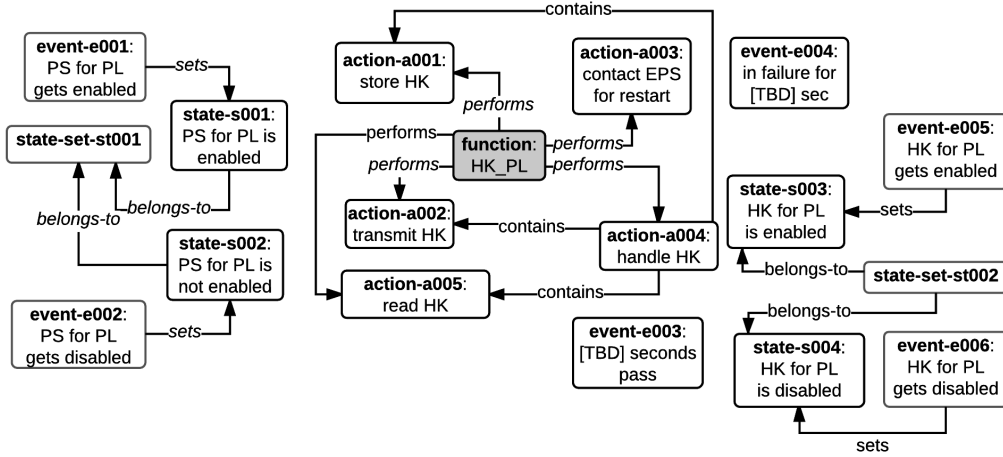 contains
event-e001:
PS for PL
gets enabled
sets
action-a001:
store HK
action-a003:
contact EPS
for restart
event-e004:
in failure for
[TBD] sec
state-s001:
PS for PL is
enabled
state-set-st001
performs
performs
function:
HK_PL
performs
performs
performs
event-e005:
HK for PL
gets enabled
belongs-to
belongs-to
action-a002:
transmit HK
contains
action-a004:
handle HK
state-s003:
HK for PL
is enabled
sets
state-s002:
PS for PL is
not enabled
action-a005:
read HK
contains
belongs-to
state-set-st002
event-e002:
PS for PL
gets disabled
sets
event-e003:
[TBD] seconds
pass
belongs-to
state-s004:
HK for PL
is disabled
event-e006:
HK for PL
gets disabled
sets